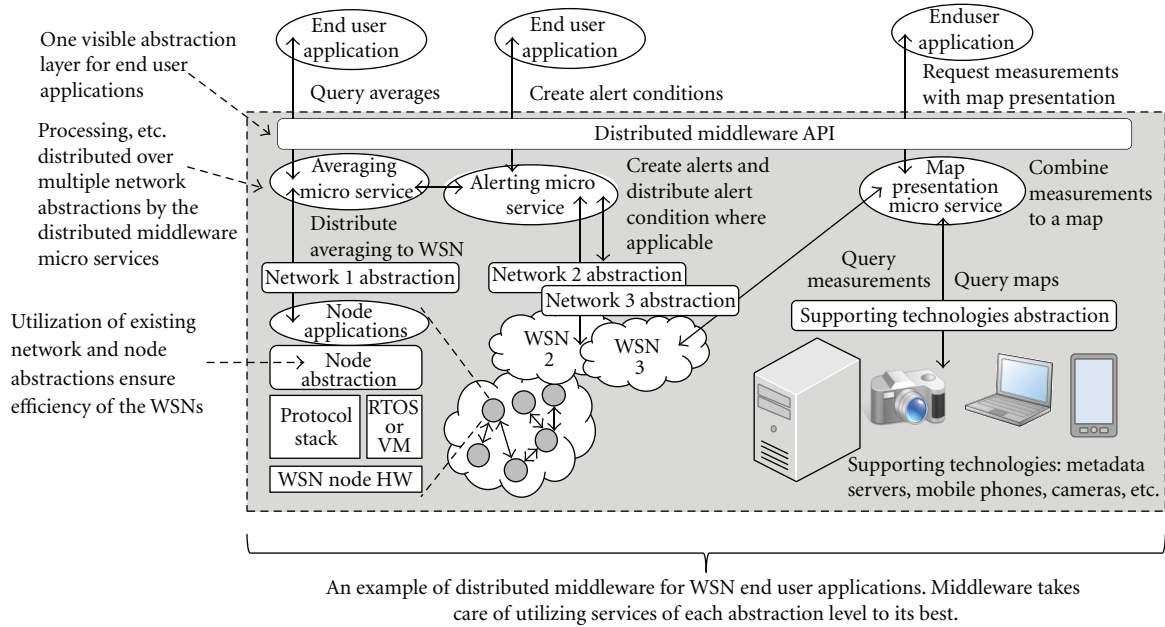 End user
application
End user
application
Enduser
application
One visible abstraction
layer for end user
applications
Query averages
Create alert conditions
Request measurements
with map presentation
Distributed middleware API
Processing, etc.
distributed over
multiple network
abstractions by the
distributed middleware
micro services
Averaging
micro service
Alerting micro
service
Create alerts and
distribute alert
condition where
applicable
Map
presentation
micro service
Combine
measurements
to a map
Distribute
averaging to WSN
Network 1 abstraction
Network 2 abstraction
Network 3 abstraction
Query
measurements
Query maps
Supporting technologies abstraction
Utilization of existing
network and node
abstractions ensure
efficiency of the WSNs
Node
applications
Node
abstraction
Protocol
stack
RTOS
or
VM
WSN node HW
WSN
2
WSN
3
Supporting technologies: metadata
servers, mobile phones, cameras, etc.
An example of distributed middleware for WSN end user applications. Middleware takes
care of utilizing services of each abstraction level to its best.